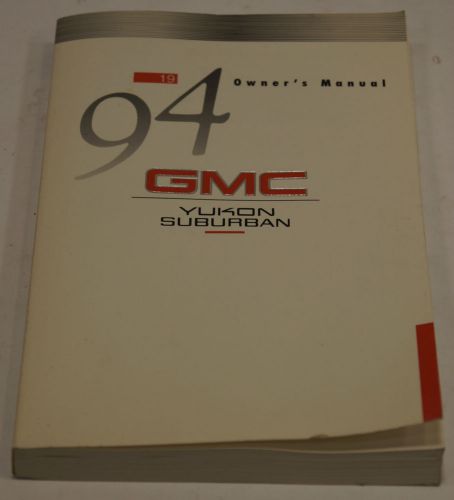 19
94 Owner's Manual
GMC
YUKON
SUBURBAN